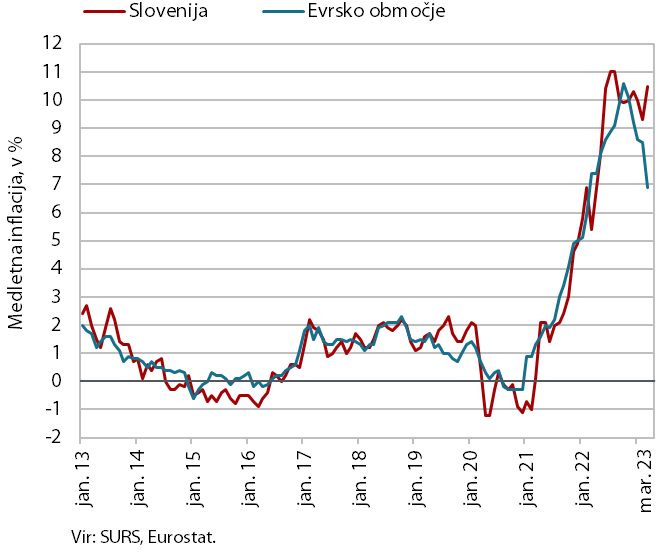 Slovenija
Evrsko območje
Medletna inflacija, v %
12
11
10
9
8
7
6
5
4
3
2
1
0
-1
-2
jan. 13
jan. 14
jan. 15
jan. 16
jan. 17
jan. 18
jan. 19
jan. 20
jan. 21
jan. 22
mar. 23
Vir: SURS, Eurostat.